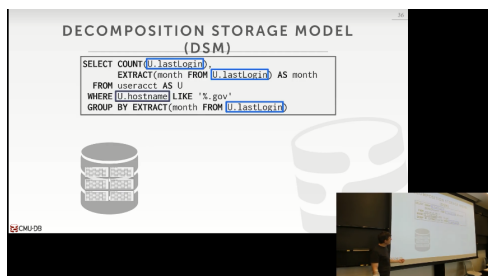 36
DECOMPOSITION STORAGE MODEL
(DSM)
SELECT COUNT(U.lastLogin),
EXTRACT(month FROM U.lastLogin) AS month
FROM useracct AS U
WHERE U.hostname LIKE '%.gov'
GROUP BY EXTRACT(month FROM U.lastLogin)
CMU·DB